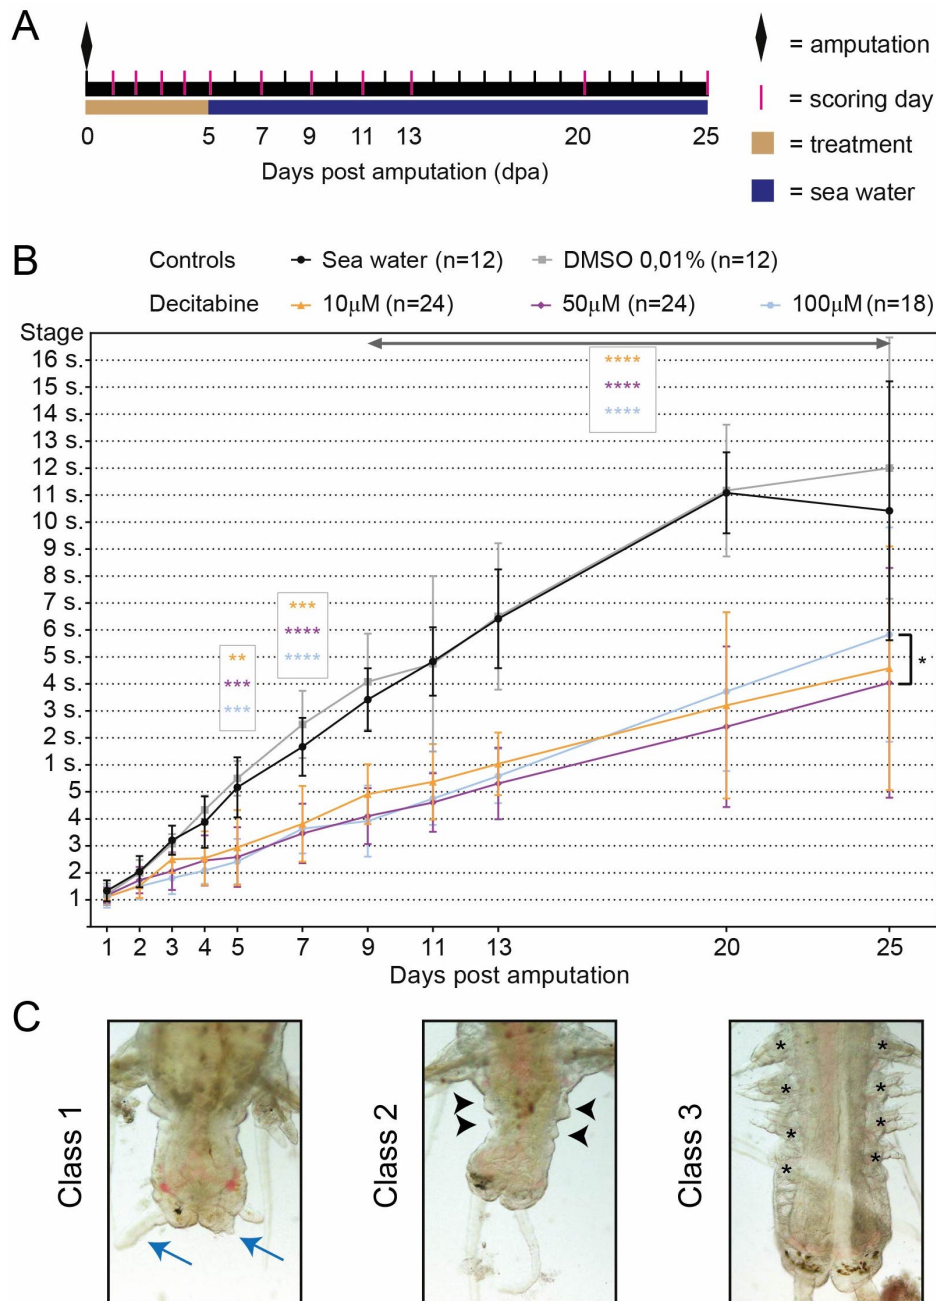 A
= amputation
= scoring day
= treatment
= sea water
0 5 7 9 11 13 20 25
Days post amputation (dpa)
B
Controls Sea water (n=12) DMSO 0,01% (n=12)
Decitabine 10μM (n=24) 50μM (n=24) 100μM (n=18)
Stage
16 s.
15 s.
14 s.
13 s.
12 s.
11 s.
10 s.
9 s.
8 s.
7 s.
6 s.
5 s.
4 s.
3 s.
2 s.
1 s.
5
4
3
2
1
****
****
****
***
****
****
**
***
***
*
1 2 3 4 5 7 9 11 13 20 25
Days post amputation
C
Class 1
Class 2
Class 3
* *
* *
* *
* *